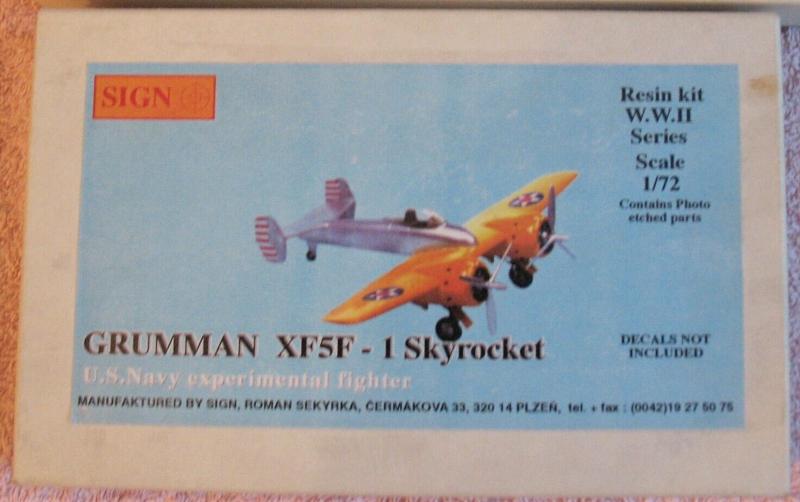 SIGN
Resin kit
W.W.II
Series
Scale
1/72
Contains Photo
etched parts
GRUMMAN XF5F - 1 Skyrocket
DECALS NOT
INCLUDED
U.S.Navy experimental fighter
MANUFAKTURED BY SIGN, ROMAN SEKYRKA, ČERMÁKOVA 33, 320 14 PLZEŇ, tel. + fax : (0042)19 27 50 75